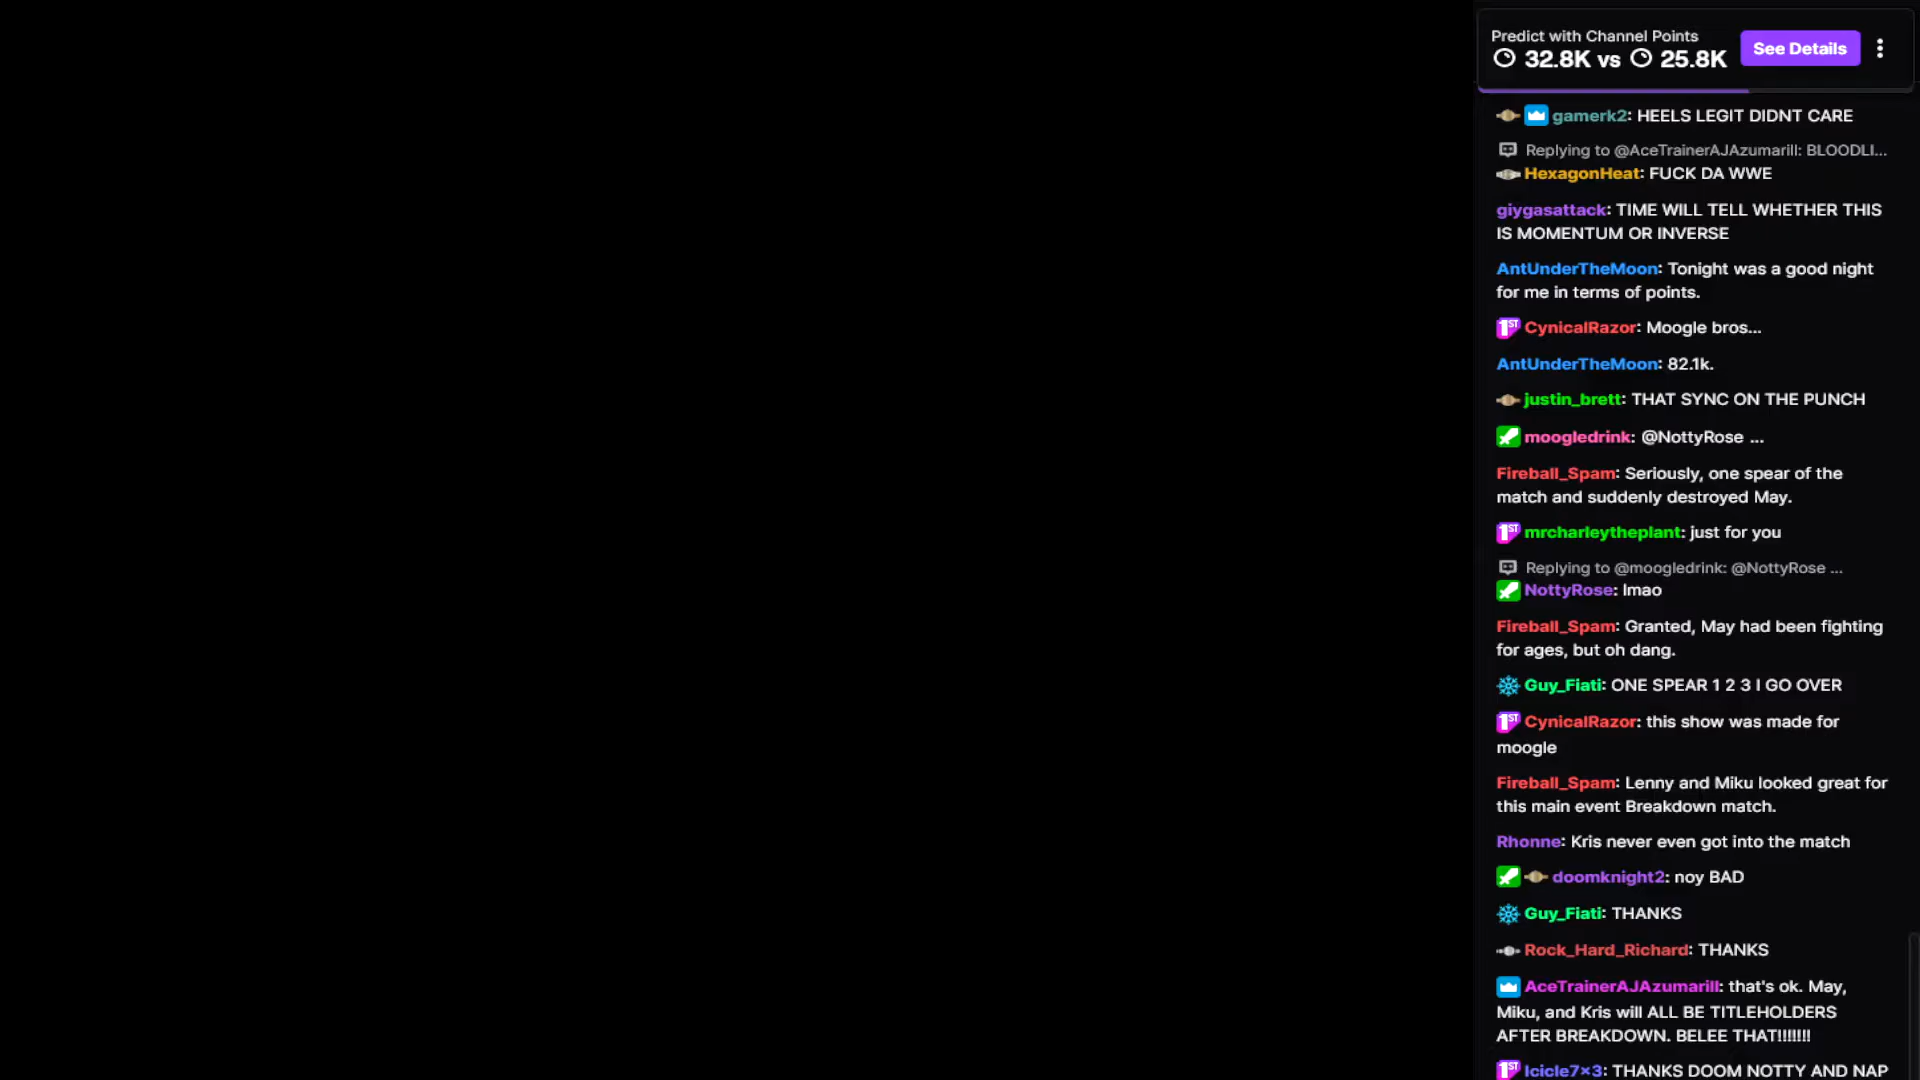 Predict with Channel Points
32.8K vs 25.8K
See Details
gamerk2: HEELS LEGIT DIDNT CARE
Replying to @AceTrainerAJAzumarill: BLOODLI...
HexagonHeat: FUCK DA WWE
giygasattack: TIME WILL TELL WHETHER THIS
IS MOMENTUM OR INVERSE
AntUnderTheMoon: Tonight was a good night
for me in terms of points.
1ST CynicalRazor: Moogle bros...
AntUnderTheMoon: 82.1k.
justin_brett: THAT SYNC ON THE PUNCH
moogledrink: @NottyRose ...
Fireball_Spam: Seriously, one spear of the
match and suddenly destroyed May.
1ST mrcharleytheplant: just for you
Replying to @moogledrink: @NottyRose ...
NottyRose: lmao
Fireball_Spam: Granted, May had been fighting
for ages, but oh dang.
Guy_Fiati: ONE SPEAR 1 2 3 I GO OVER
1ST CynicalRazor: this show was made for
moogle
Fireball_Spam: Lenny and Miku looked great for
this main event Breakdown match.
Rhonne: Kris never even got into the match
doomknight2: noy BAD
Guy_Fiati: THANKS
Rock_Hard_Richard: THANKS
AceTrainerAJAzumarill: that's ok. May,
Miku, and Kris will ALL BE TITLEHOLDERS
AFTER BREAKDOWN. BELEE THAT!!!!!!!
1ST Icicle7x3: THANKS DOOM NOTTY AND NAP